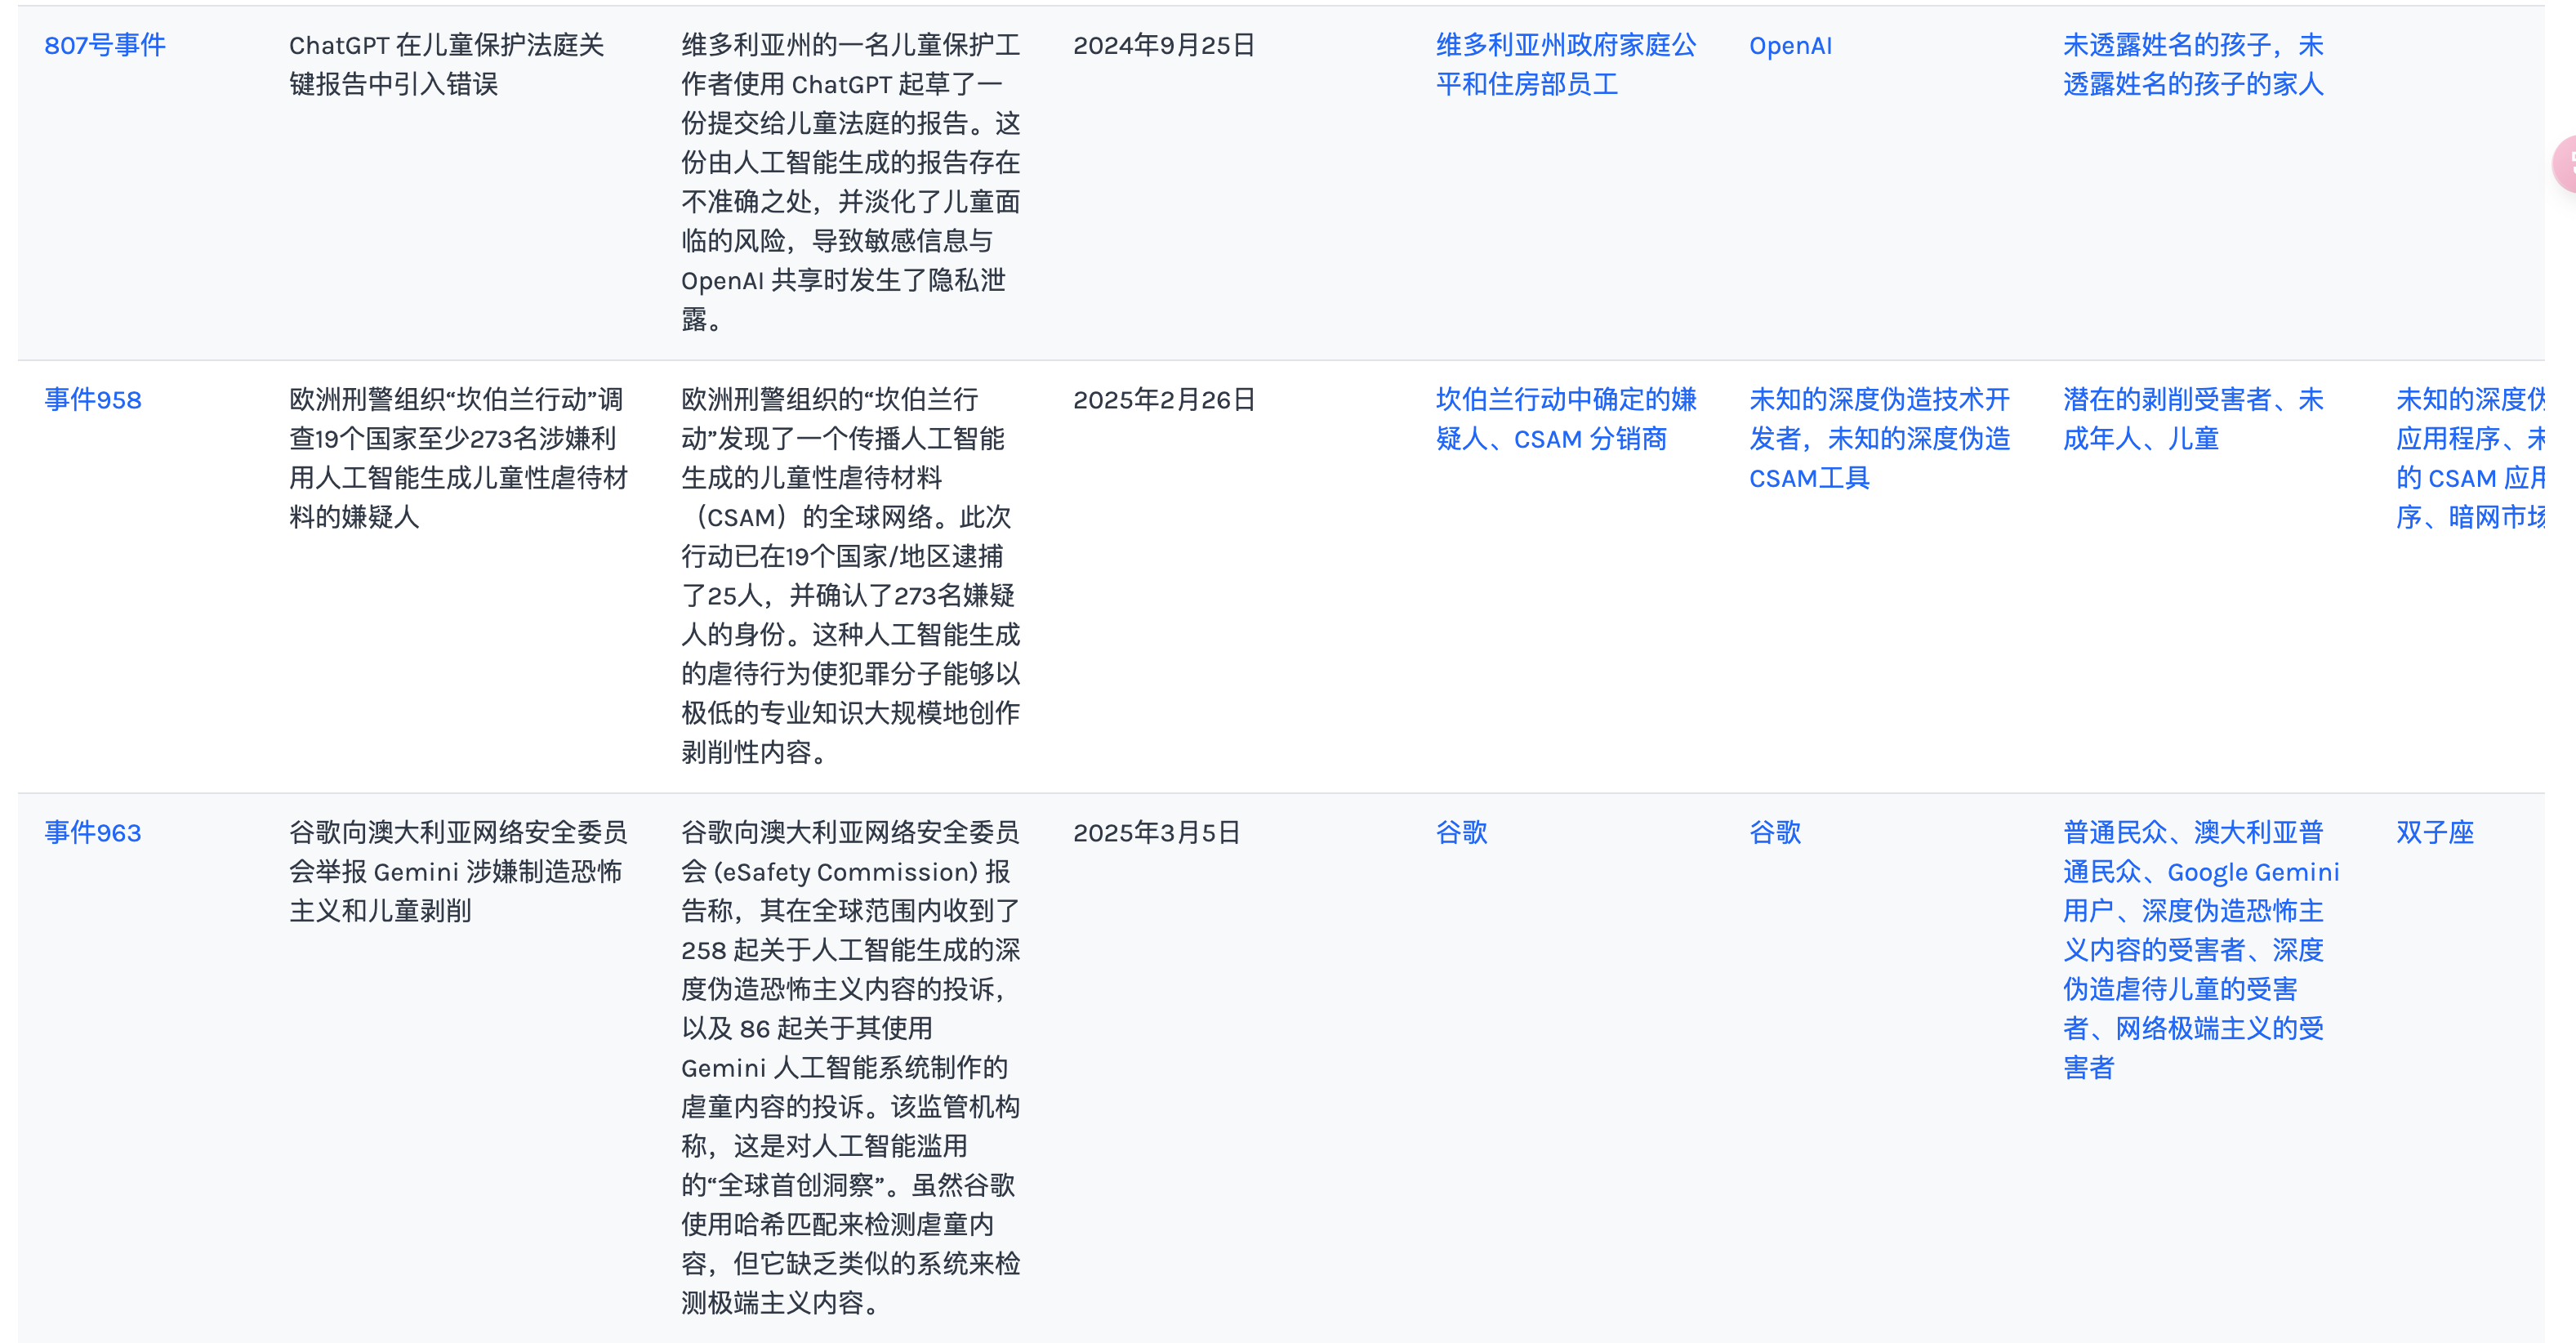 807号事件
ChatGPT 在儿童保护法庭关
键报告中引入错误
维多利亚州的一名儿童保护工
作者使用 ChatGPT 起草了一
份提交给儿童法庭的报告。这
份由人工智能生成的报告存在
不准确之处，并淡化了儿童面
临的风险，导致敏感信息与
OpenAI 共享时发生了隐私泄
露。
2024年9月25日
维多利亚州政府家庭公
平和住房部员工
OpenAI
未透露姓名的孩子，未
透露姓名的孩子的家人
事件958
欧洲刑警组织“坎伯兰行动”调
查19个国家至少273名涉嫌利
用人工智能生成儿童性虐待材
料的嫌疑人
欧洲刑警组织的“坎伯兰行
动”发现了一个传播人工智能
生成的儿童性虐待材料
（CSAM）的全球网络。此次
行动已在19个国家/地区逮捕
了25人，并确认了273名嫌疑
人的身份。这种人工智能生成
的虐待行为使犯罪分子能够以
极低的专业知识大规模地创作
剥削性内容。
2025年2月26日
坎伯兰行动中确定的嫌
疑人、CSAM 分销商
未知的深度伪造技术开
发者，未知的深度伪造
CSAM工具
潜在的剥削受害者、未
成年人、儿童
未知的深度伪
应用程序、未
的 CSAM 应用
序、暗网市场
事件963
谷歌向澳大利亚网络安全委员
会举报 Gemini 涉嫌制造恐怖
主义和儿童剥削
谷歌向澳大利亚网络安全委员
会 (eSafety Commission) 报
告称，其在全球范围内收到了
258 起关于人工智能生成的深
度伪造恐怖主义内容的投诉，
以及 86 起关于其使用
Gemini 人工智能系统制作的
虐童内容的投诉。该监管机构
称，这是对人工智能滥用
的“全球首创洞察”。虽然谷歌
使用哈希匹配来检测虐童内
容，但它缺乏类似的系统来检
测极端主义内容。
2025年3月5日
谷歌
谷歌
普通民众、澳大利亚普
通民众、Google Gemini
用户、深度伪造恐怖主
义内容的受害者、深度
伪造虐待儿童的受害
者、网络极端主义的受
害者
双子座